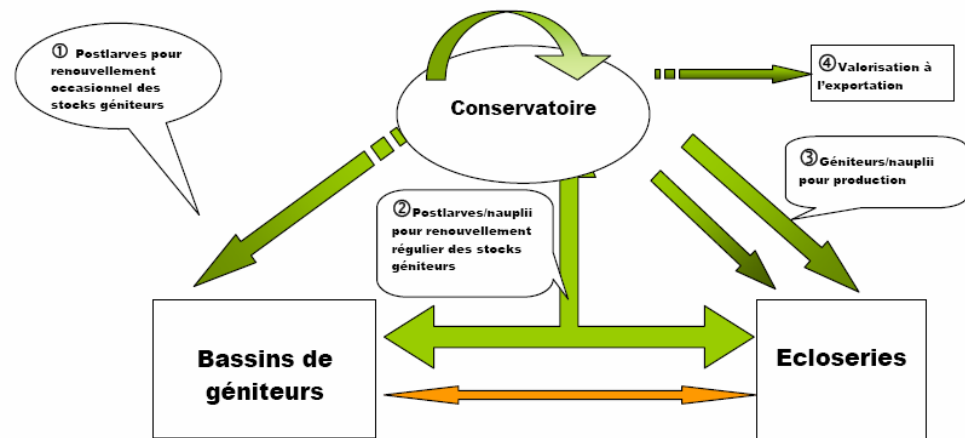 ① Postlarves pour
renouvellement
occasionnel des
stocks géniteurs
Conservatoire
④Valorisation à
l'exportation
③Géniteurs/nauplii
pour production
②Postlarves/nauplii
pour renouvellement
régulier des stocks
géniteurs
Bassins de
géniteurs
Ecloseries